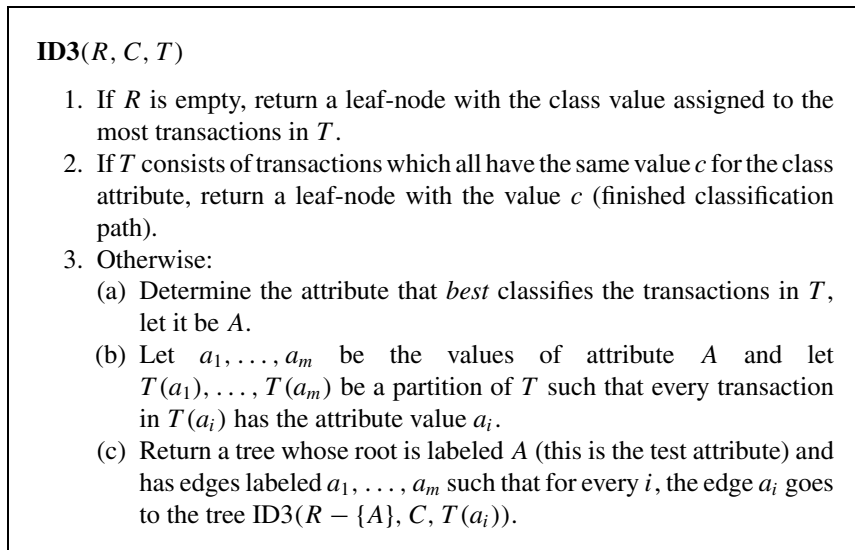 ID3(R, C, T)
1. If R is empty, return a leaf-node with the class value assigned to the
most transactions in T.
2. If T consists of transactions which all have the same value c for the class
attribute, return a leaf-node with the value c (finished classification
path).
3. Otherwise:
(a) Determine the attribute that best classifies the transactions in T,
let it be A.
(b) Let a₁, . . . , aₘ be the values of attribute A and let
T(a₁), . . . , T(aₘ) be a partition of T such that every transaction
in T(aᵢ) has the attribute value aᵢ.
(c) Return a tree whose root is labeled A (this is the test attribute) and
has edges labeled a₁, . . . , aₘ such that for every i, the edge aᵢ goes
to the tree ID3(R − {A}, C, T(aᵢ)).